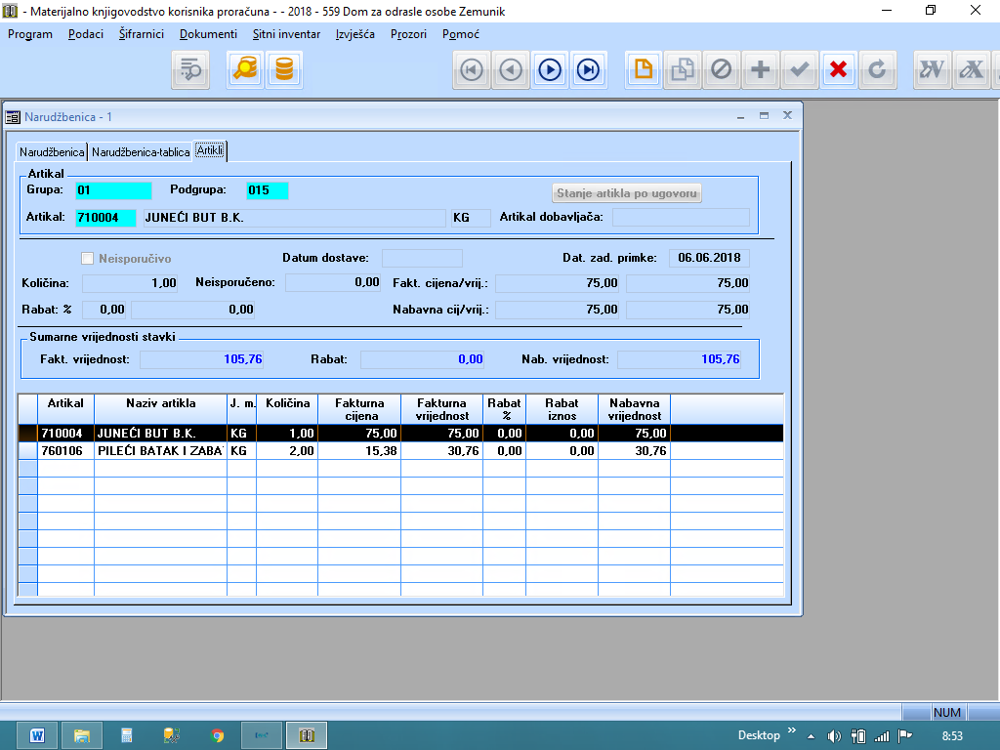 - Materijalno knjigovodstvo korisnika proračuna - - 2018 - 559 Dom za odrasle osobe Zemunik
Program Podaci Šifrarnici Dokumenti Sitni inventar Izvješća Prozori Pomoć
Narudžbenica - 1
Narudžbenica Narudžbenica-tablica Artikli
Artikal
Grupa: 01 Podgrupa: 015 Stanje artikla po ugovoru
Artikal: 710004 JUNEĆI BUT B.K. KG Artikal dobavljača:
Neisporučivo Datum dostave: Dat. zad. primke: 06.06.2018
Količina: 1,00 Neisporučeno: 0,00 Fakt. cijena/vrij.: 75,00 75,00
Rabat: % 0,00 0,00 Nabavna cij/vrij.: 75,00 75,00
Sumarne vrijednosti stavki
Fakt. vrijednost: 105,76 Rabat: 0,00 Nab. vrijednost: 105,76
Artikal Naziv artikla J. m. Količina Fakturna cijena Fakturna vrijednost Rabat % Rabat iznos Nabavna vrijednost
710004 JUNEĆI BUT B.K. KG 1,00 75,00 75,00 0,00 0,00 75,00
760106 PILEĆI BATAK I ZABA KG 2,00 15,38 30,76 0,00 0,00 30,76
NUM
Desktop 8:53